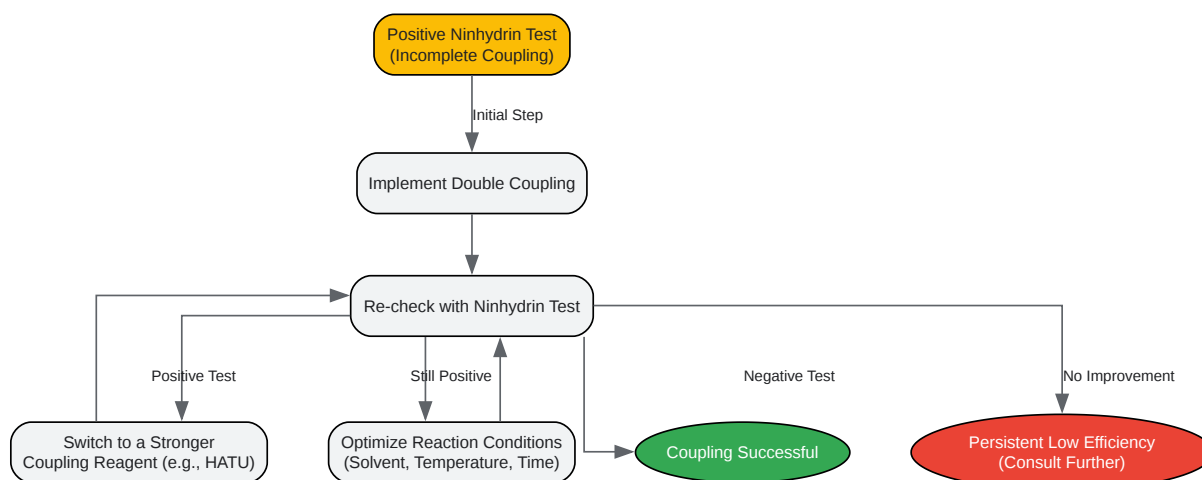 Positive Ninhydrin Test
(Incomplete Coupling)
Initial Step
Implement Double Coupling
Re-check with Ninhydrin Test
Positive Test
Still Positive
Negative Test
No Improvement
Switch to a Stronger
Coupling Reagent (e.g., HATU)
Optimize Reaction Conditions
(Solvent, Temperature, Time)
Coupling Successful
Persistent Low Efficiency
(Consult Further)